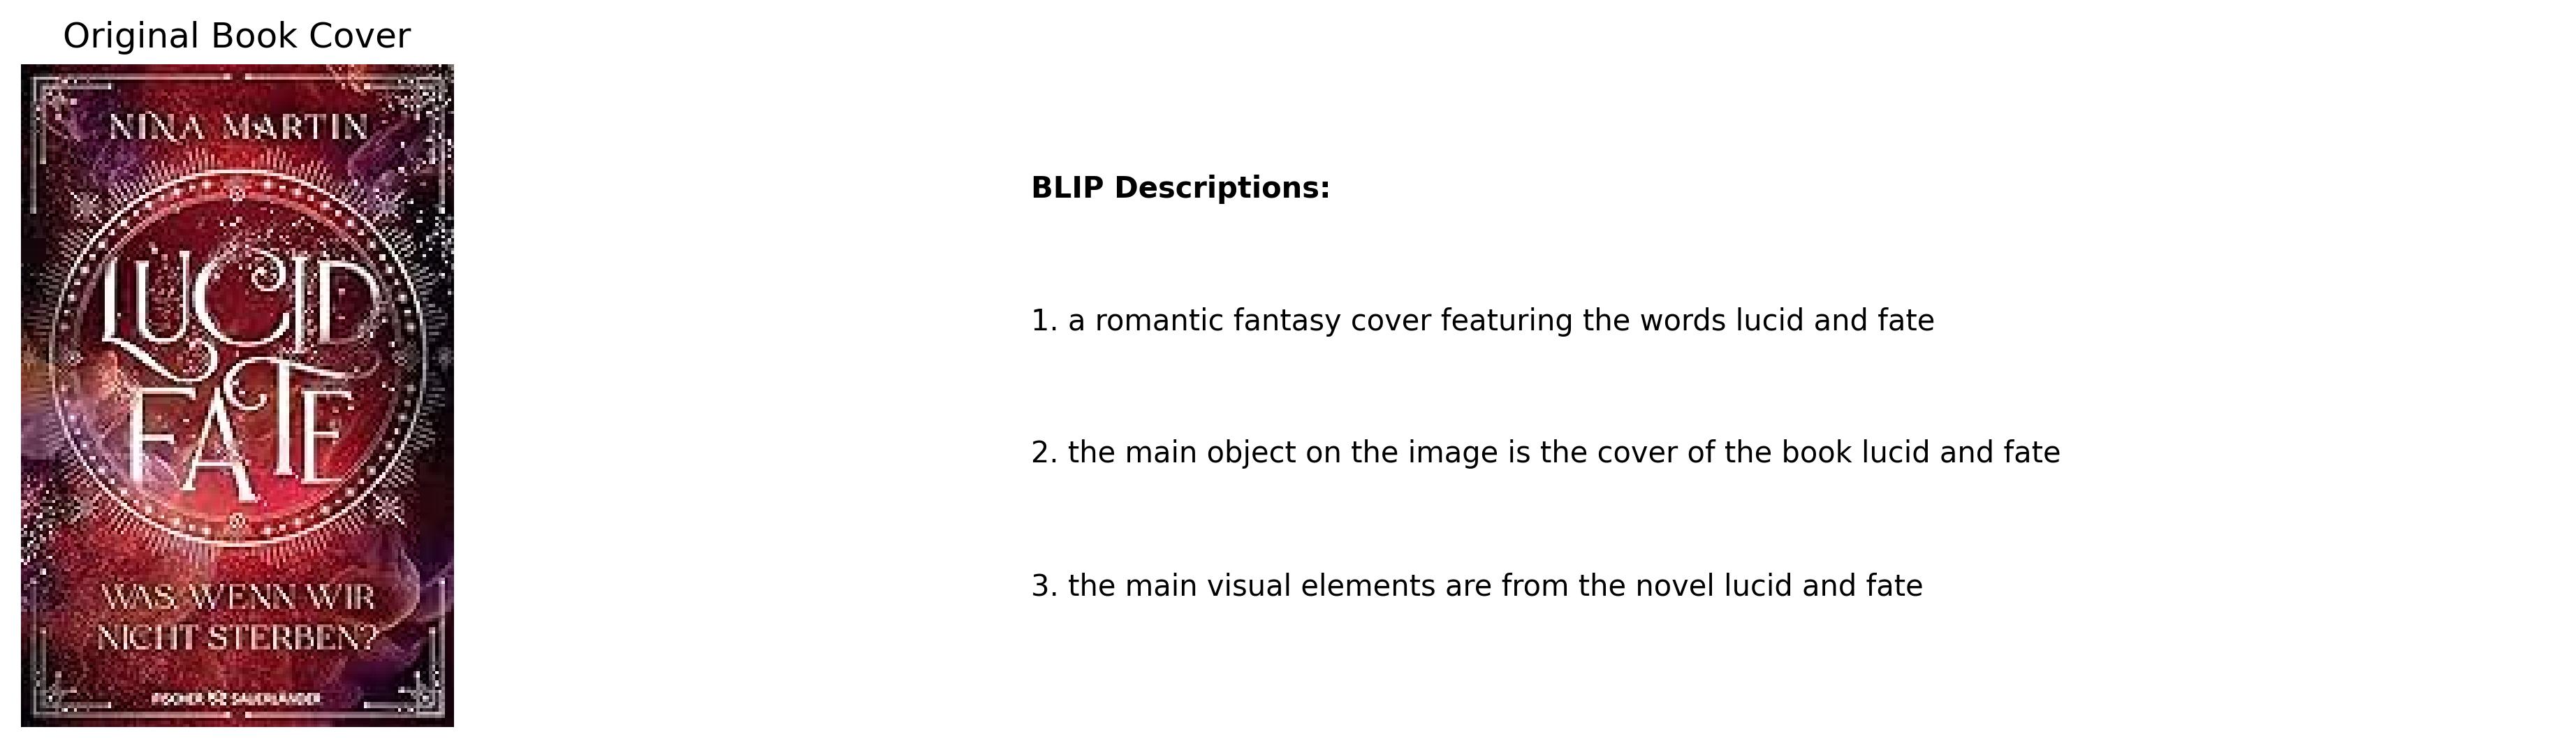 Original Book Cover
NINA MARTIN
LUCID
FATE
WAS WENN WIR
NICHT STERBEN?
FISCHER SAUERLÄNDER
BLIP Descriptions:
1. a romantic fantasy cover featuring the words lucid and fate
2. the main object on the image is the cover of the book lucid and fate
3. the main visual elements are from the novel lucid and fate